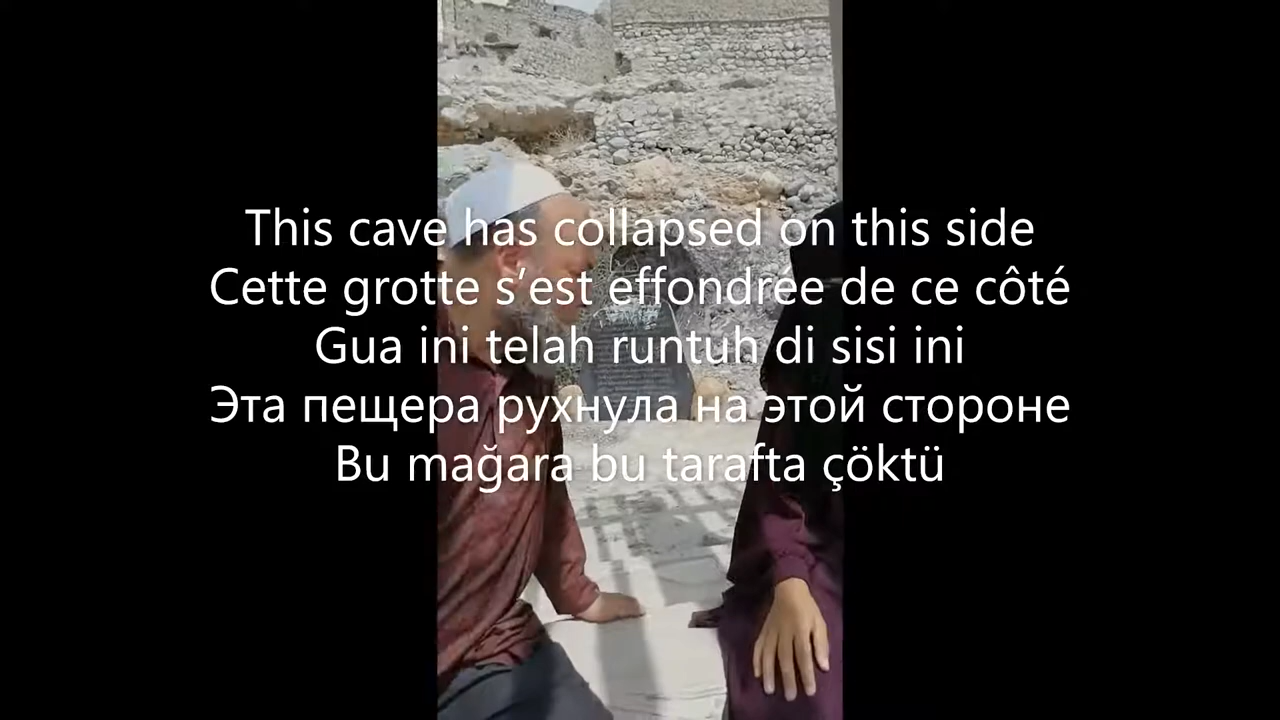 This cave has collapsed on this side
Cette grotte s’est effondrée de ce côté
Gua ini telah runtuh di sisi ini
Эта пещера рухнула на этой стороне
Bu mağara bu tarafta çöktü